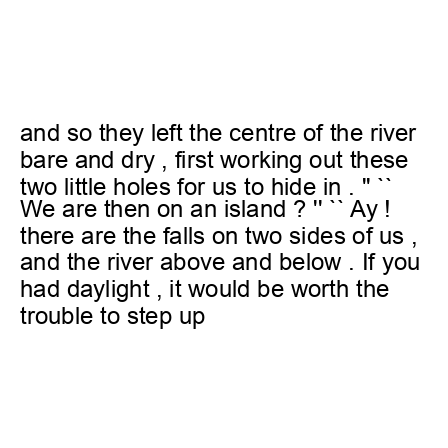 and so they left the centre of the river
bare and dry , first working out these
two little holes for us to hide in . " ``
We are then on an island ? '' `` Ay !
there are the falls on two sides of us ,
and the river above and below . If you
had daylight , it would be worth the
trouble to step up